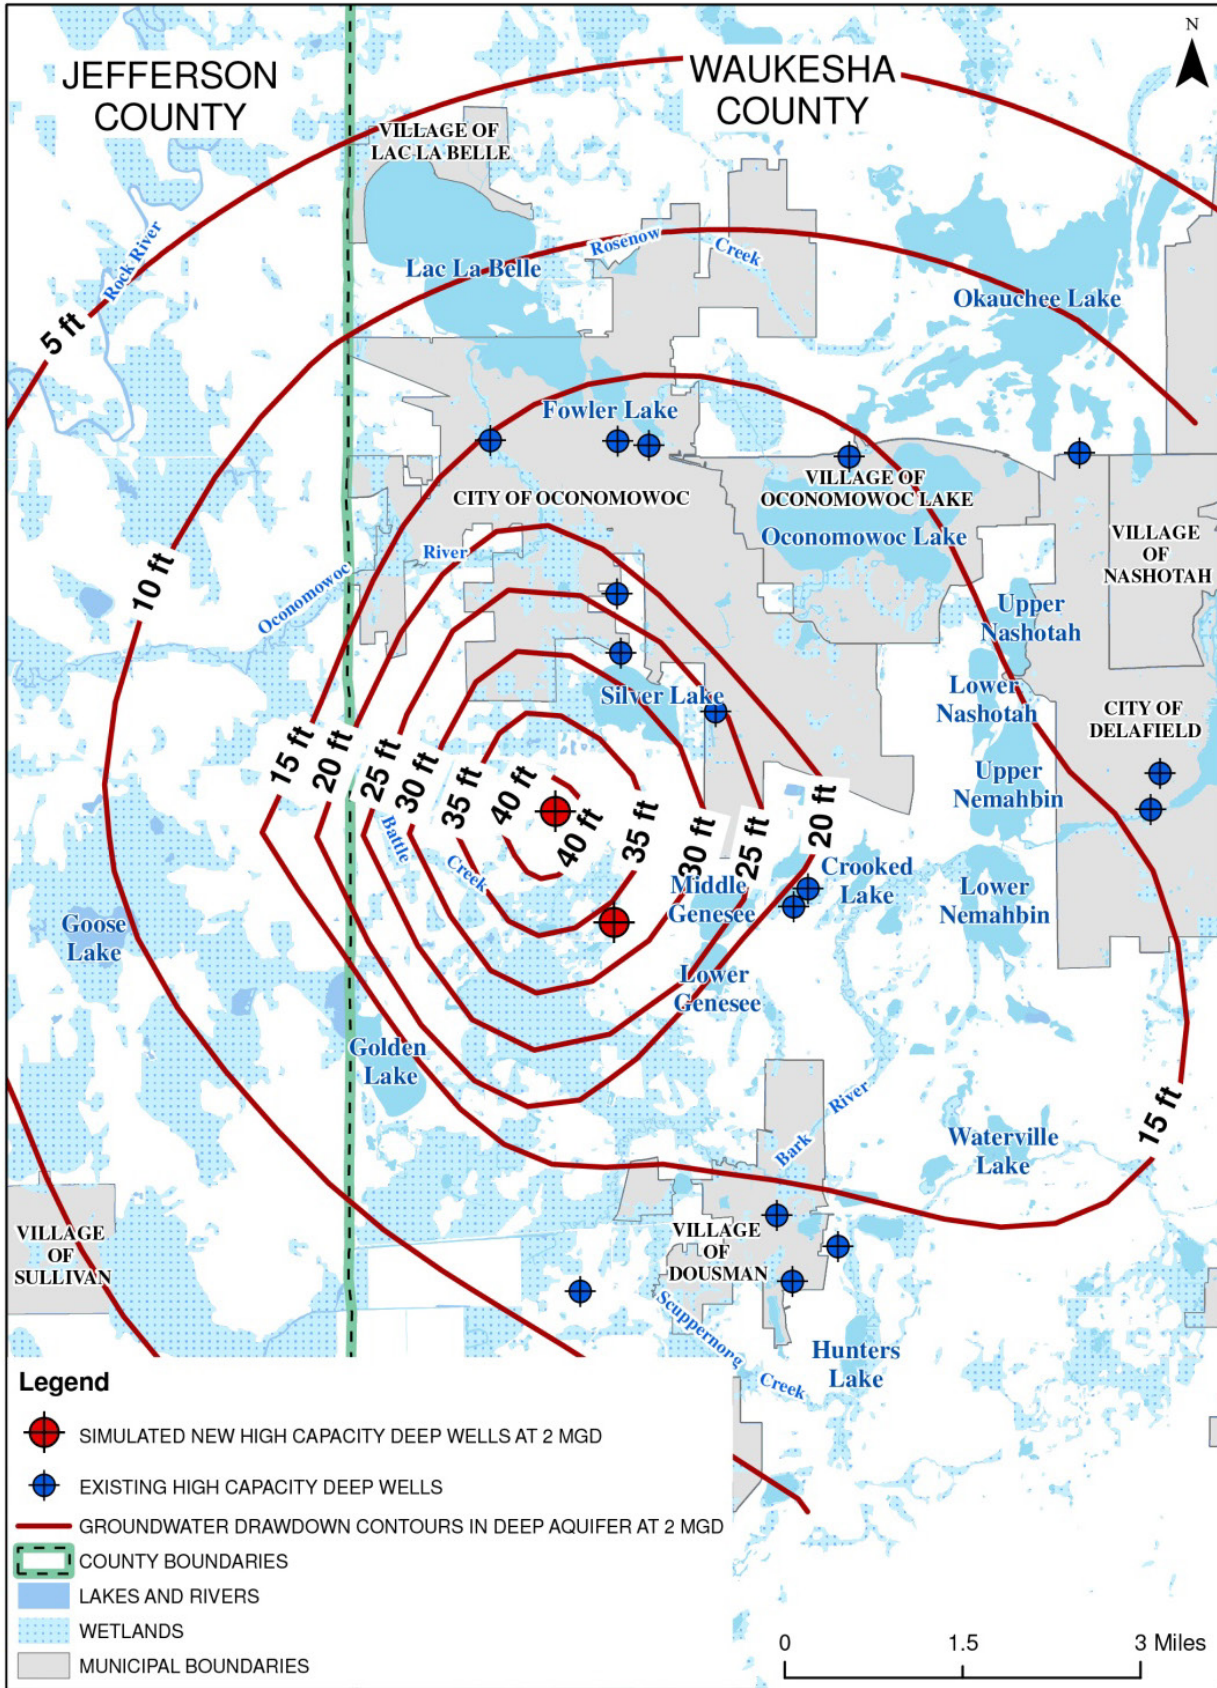 N
JEFFERSON
COUNTY
WAUKESHA
COUNTY
VILLAGE OF
LAC LA BELLE
Rock River
Rosenow
Creek
Lac La Belle
Okauchee Lake
5 ft
Fowler Lake
CITY OF OCONOMOWOC
VILLAGE OF
OCONOMOWOC LAKE
Oconomowoc Lake
VILLAGE
OF
NASHOTAH
10 ft
Oconomowoc
River
Upper
Nashotah
Silver Lake
Lower
Nashotah
CITY OF
DELAFIELD
15 ft
20 ft
25 ft
30 ft
35 ft
40 ft
40 ft
35 ft
30 ft
25 ft
20 ft
Upper
Nemahbin
Battle
Creek
Middle
Genesee
Crooked
Lake
Lower
Nemahbin
Goose
Lake
Lower
Genesee
Golden
Lake
Bark
River
Waterville
Lake
15 ft
VILLAGE
OF
SULLIVAN
VILLAGE
OF
DOUSMAN
Scuppernong
Creek
Hunters
Lake
Legend
SIMULATED NEW HIGH CAPACITY DEEP WELLS AT 2 MGD
EXISTING HIGH CAPACITY DEEP WELLS
GROUNDWATER DRAWDOWN CONTOURS IN DEEP AQUIFER AT 2 MGD
COUNTY BOUNDARIES
LAKES AND RIVERS
WETLANDS
MUNICIPAL BOUNDARIES
0 1.5 3 Miles